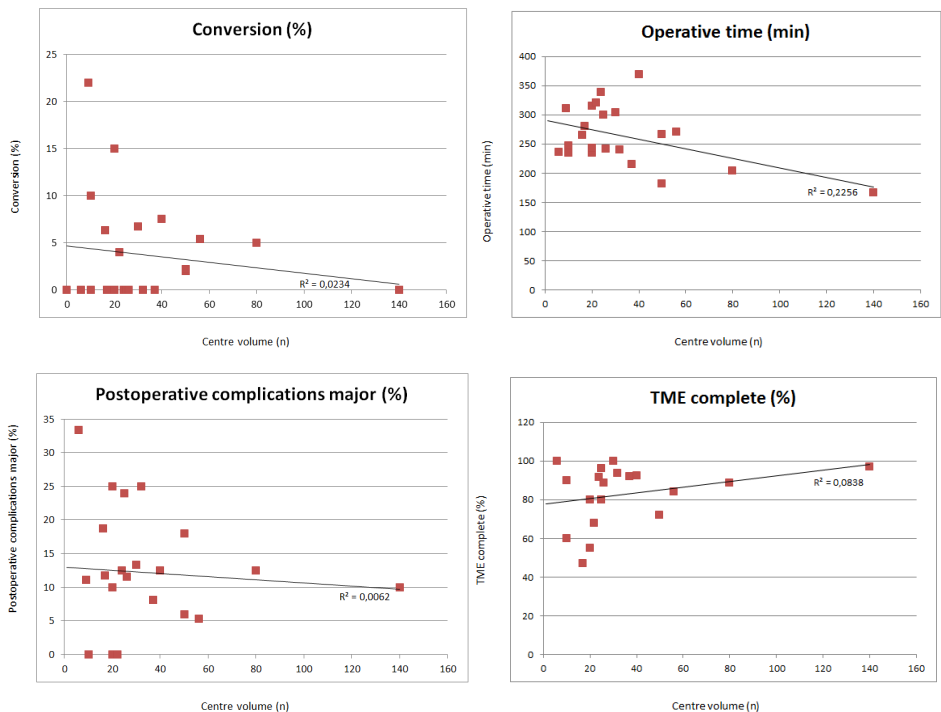 Conversion (%)
25
20
15
10
5
0
Conversion (%)
R² = 0,0234
0 20 40 60 80 100 120 140 160
Centre volume (n)
Operative time (min)
400
350
300
250
200
150
100
50
0
Operative time (min)
R² = 0,2256
0 20 40 60 80 100 120 140 160
Centre volume (n)
Postoperative complications major (%)
35
30
25
20
15
10
5
0
Postoperative complications major (%)
R² = 0,0062
0 20 40 60 80 100 120 140 160
Centre volume (n)
TME complete (%)
120
100
80
60
40
20
0
TME complete (%)
R² = 0,0838
0 20 40 60 80 100 120 140 160
Centre volume (n)